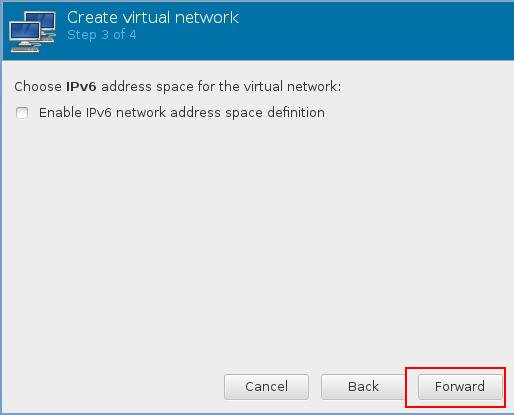 Create virtual network
Step 3 of 4
Choose IPv6 address space for the virtual network:
Enable IPv6 network address space definition
Cancel Back Forward